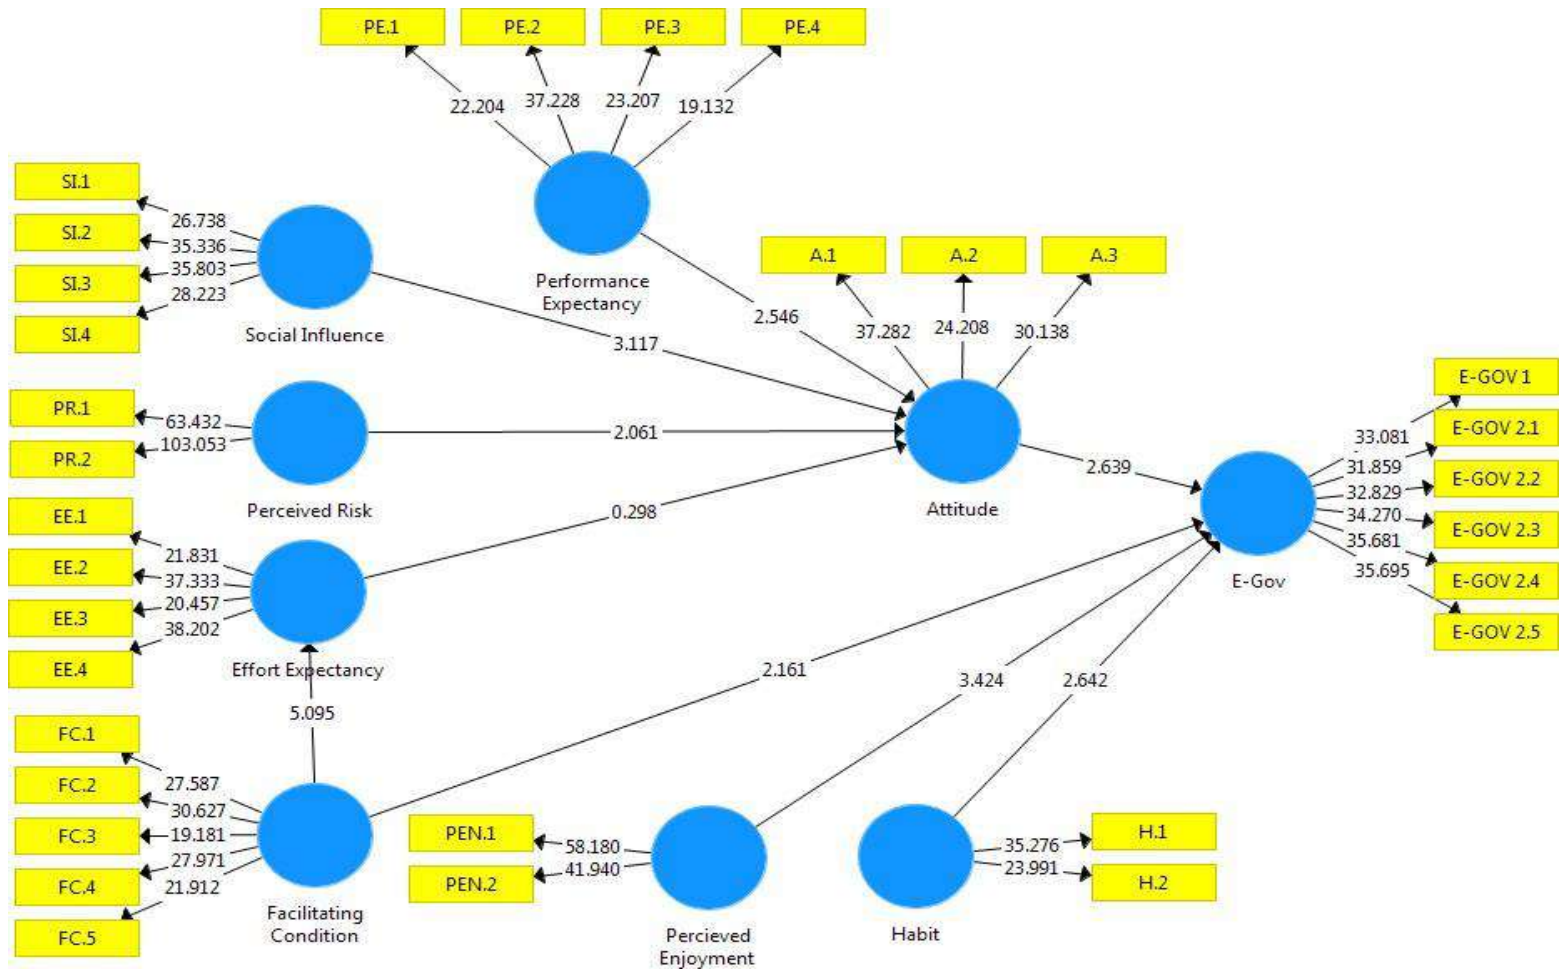 PE.1
PE.2
PE.3
PE.4
22.204
37.228
23.207
19.132
SI.1
SI.2
SI.3
SI.4
26.738
35.336
35.803
28.223
Social Influence
Performance
Expectancy
A.1
A.2
A.3
37.282
24.208
30.138
2.546
3.117
PR.1
PR.2
63.432
103.053
Perceived Risk
2.061
Attitude
2.639
E-GOV 1
E-GOV 2.1
E-GOV 2.2
E-GOV 2.3
E-GOV 2.4
E-GOV 2.5
33.081
31.859
32.829
34.270
35.681
35.695
E-Gov
EE.1
EE.2
EE.3
EE.4
21.831
37.333
20.457
38.202
Effort Expectancy
0.298
5.095
2.161
3.424
2.642
FC.1
FC.2
FC.3
FC.4
FC.5
27.587
30.627
19.181
27.971
21.912
Facilitating
Condition
PEN.1
PEN.2
58.180
41.940
Percieved
Enjoyment
Habit
35.276
23.991
H.1
H.2